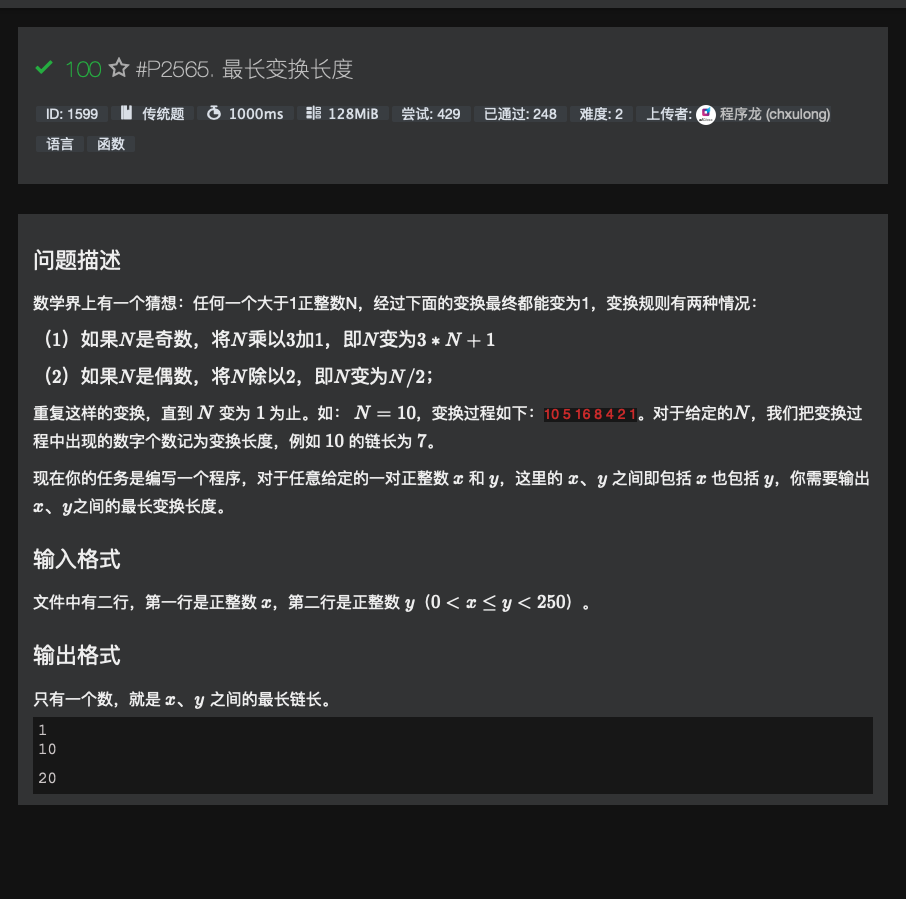 100 #P2565. 最长变换长度
ID: 1599 传统题 1000ms 128MiB 尝试: 429 已通过: 248 难度: 2 上传者: 程序龙 (chxulong)
语言 函数
问题描述
数学界上有一个猜想：任何一个大于1正整数N，经过下面的变换最终都能变为1，变换规则有两种情况：
（1）如果N是奇数，将N乘以3加1，即N变为3 * N + 1
（2）如果N是偶数，将N除以2，即N变为N/2；
重复这样的变换，直到 N 变为 1 为止。如： N = 10，变换过程如下：10 5 16 8 4 2 1。对于给定的N，我们把变换过
程中出现的数字个数记为变换长度，例如 10 的链长为 7。
现在你的任务是编写一个程序，对于任意给定的一对正整数 x 和 y，这里的 x、y 之间即包括 x 也包括 y，你需要输出
x、y之间的最长变换长度。
输入格式
文件中有二行，第一行是正整数 x，第二行是正整数 y（0 < x ≤ y < 250）。
输出格式
只有一个数，就是 x、y 之间的最长链长。
1
10
20